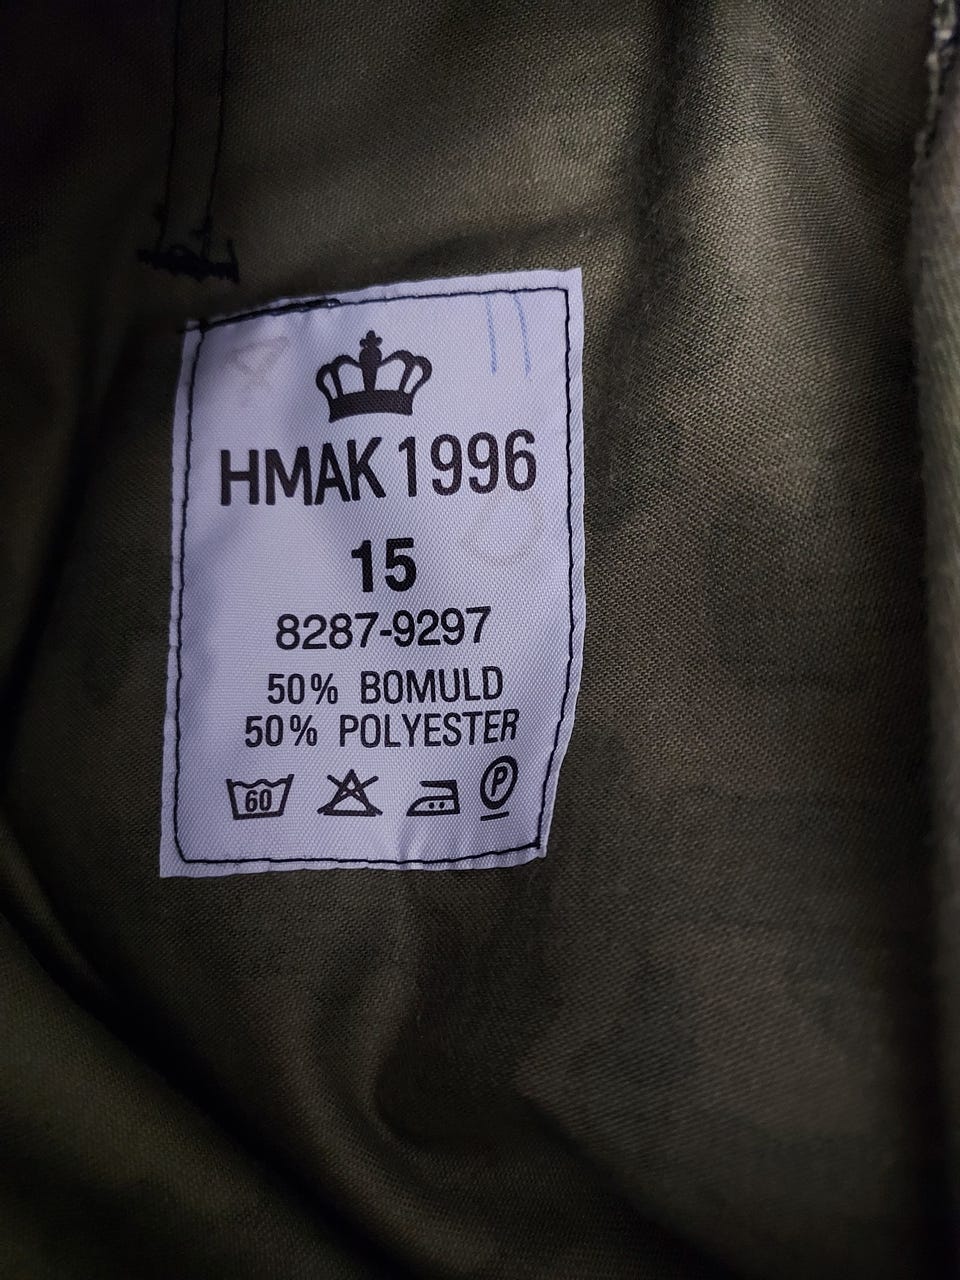 HMAK 1996
15
8287-9297
50% BOMULD
50% POLYESTER
60 P